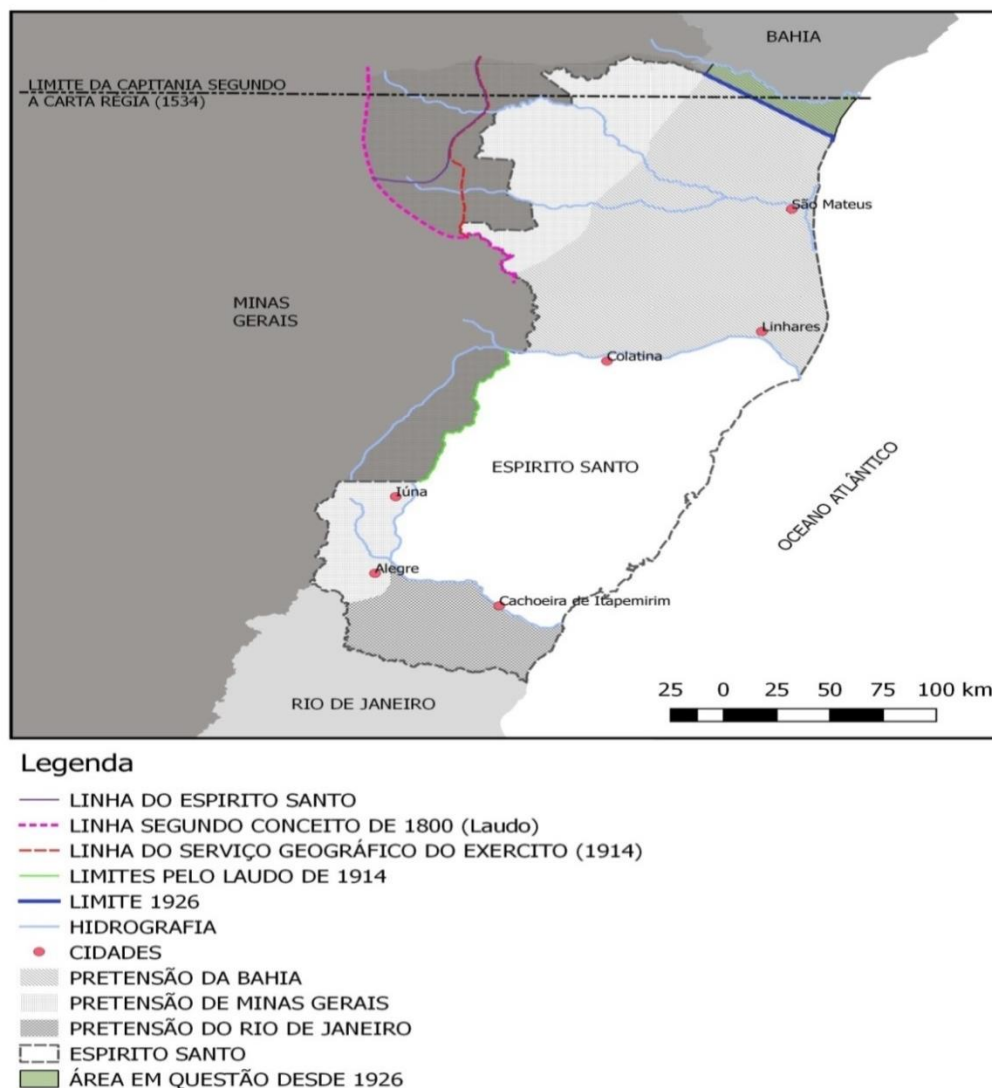 BAHIA
LIMITE DA CAPITANIA SEGUNDO
A CARTA REGIA (1534)
São Mateus
MINAS
GERAIS
Linhares
Colatina
ESPIRITO SANTO
OCEANO ATLÂNTICO
Iúna
Alegre
Cachoeira de Itapemirim
RIO DE JANEIRO
25 0 25 50 75 100 km
Legenda
LINHA DO ESPIRITO SANTO
LINHA SEGUNDO CONCEITO DE 1800 (Laudo)
LINHA DO SERVIÇO GEOGRÁFICO DO EXERCITO (1914)
LIMITES PELO LAUDO DE 1914
LIMITE 1926
HIDROGRAFIA
CIDADES
PRETENSÃO DA BAHIA
PRETENSÃO DE MINAS GERAIS
PRETENSÃO DO RIO DE JANEIRO
ESPIRITO SANTO
ÁREA EM QUESTÃO DESDE 1926